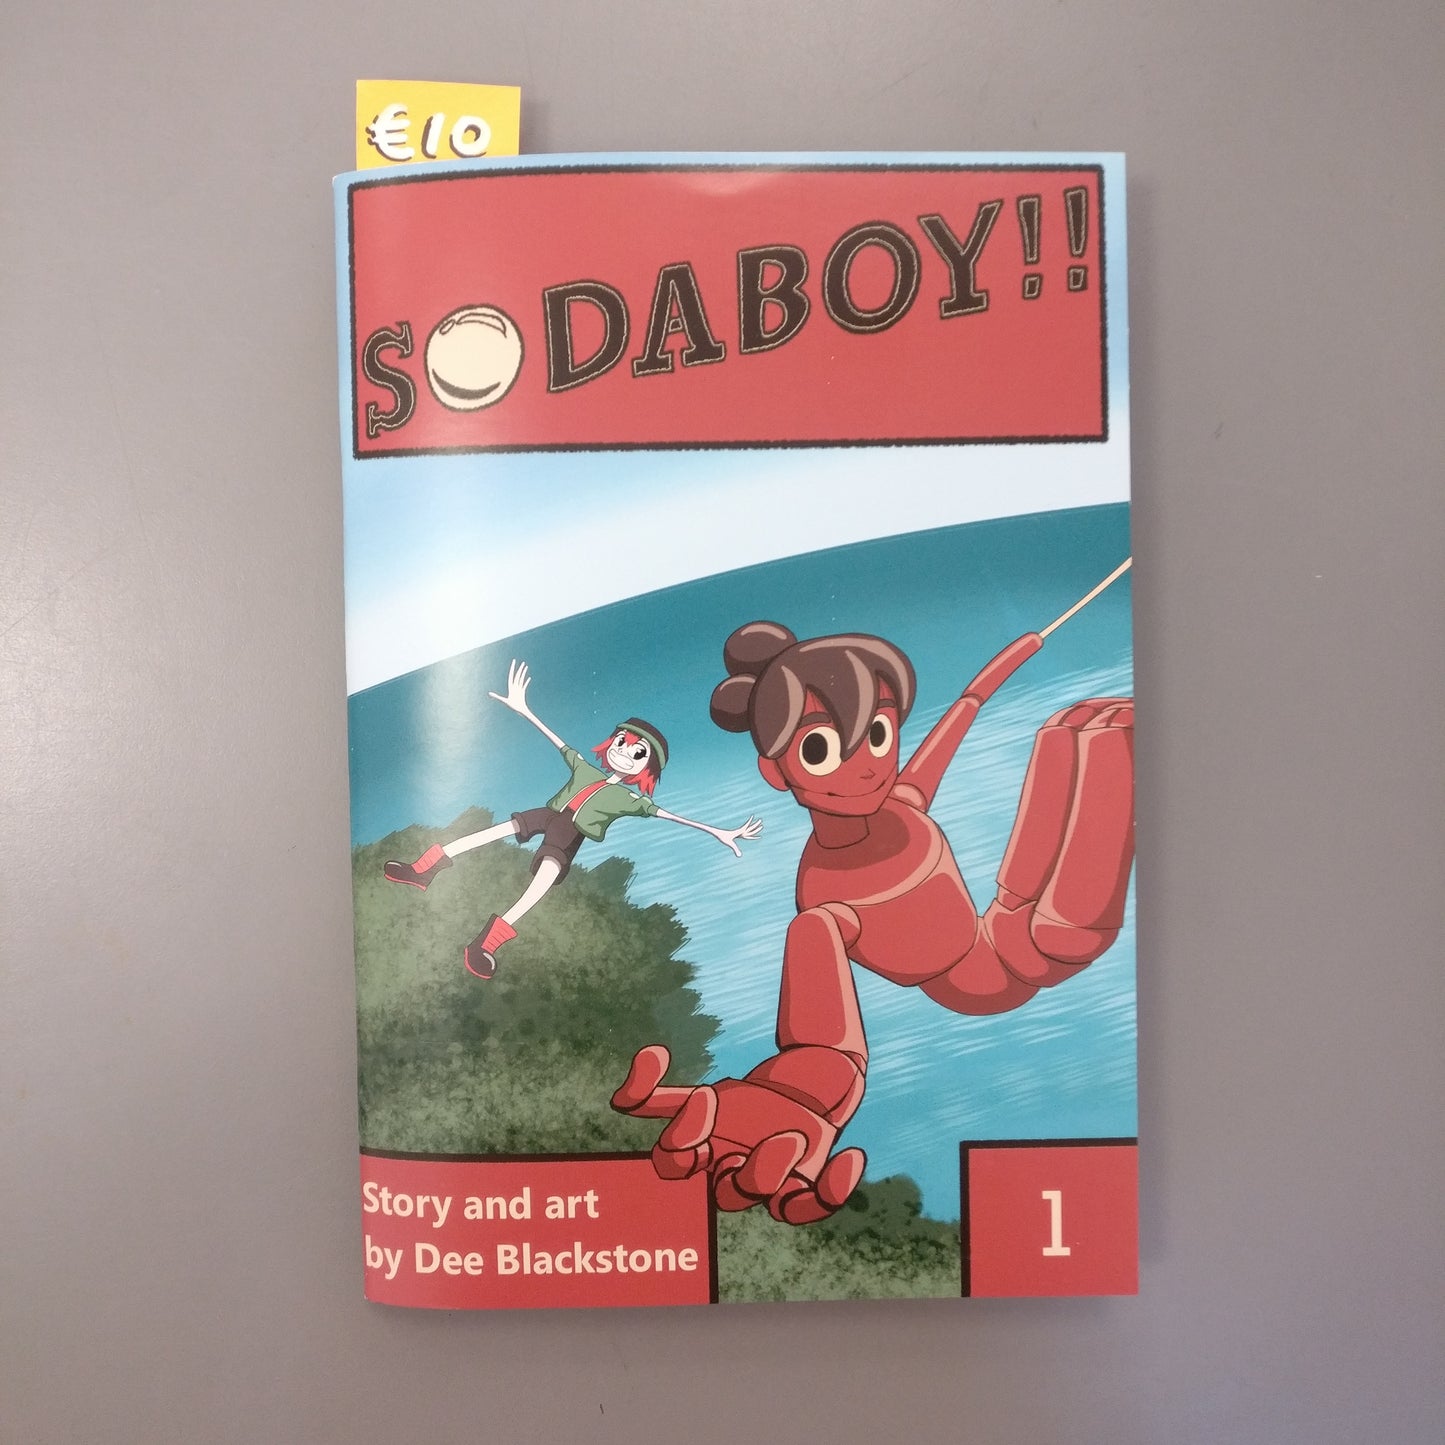 €10
SODABOY!!
Story and art
by Dee Blackstone
1